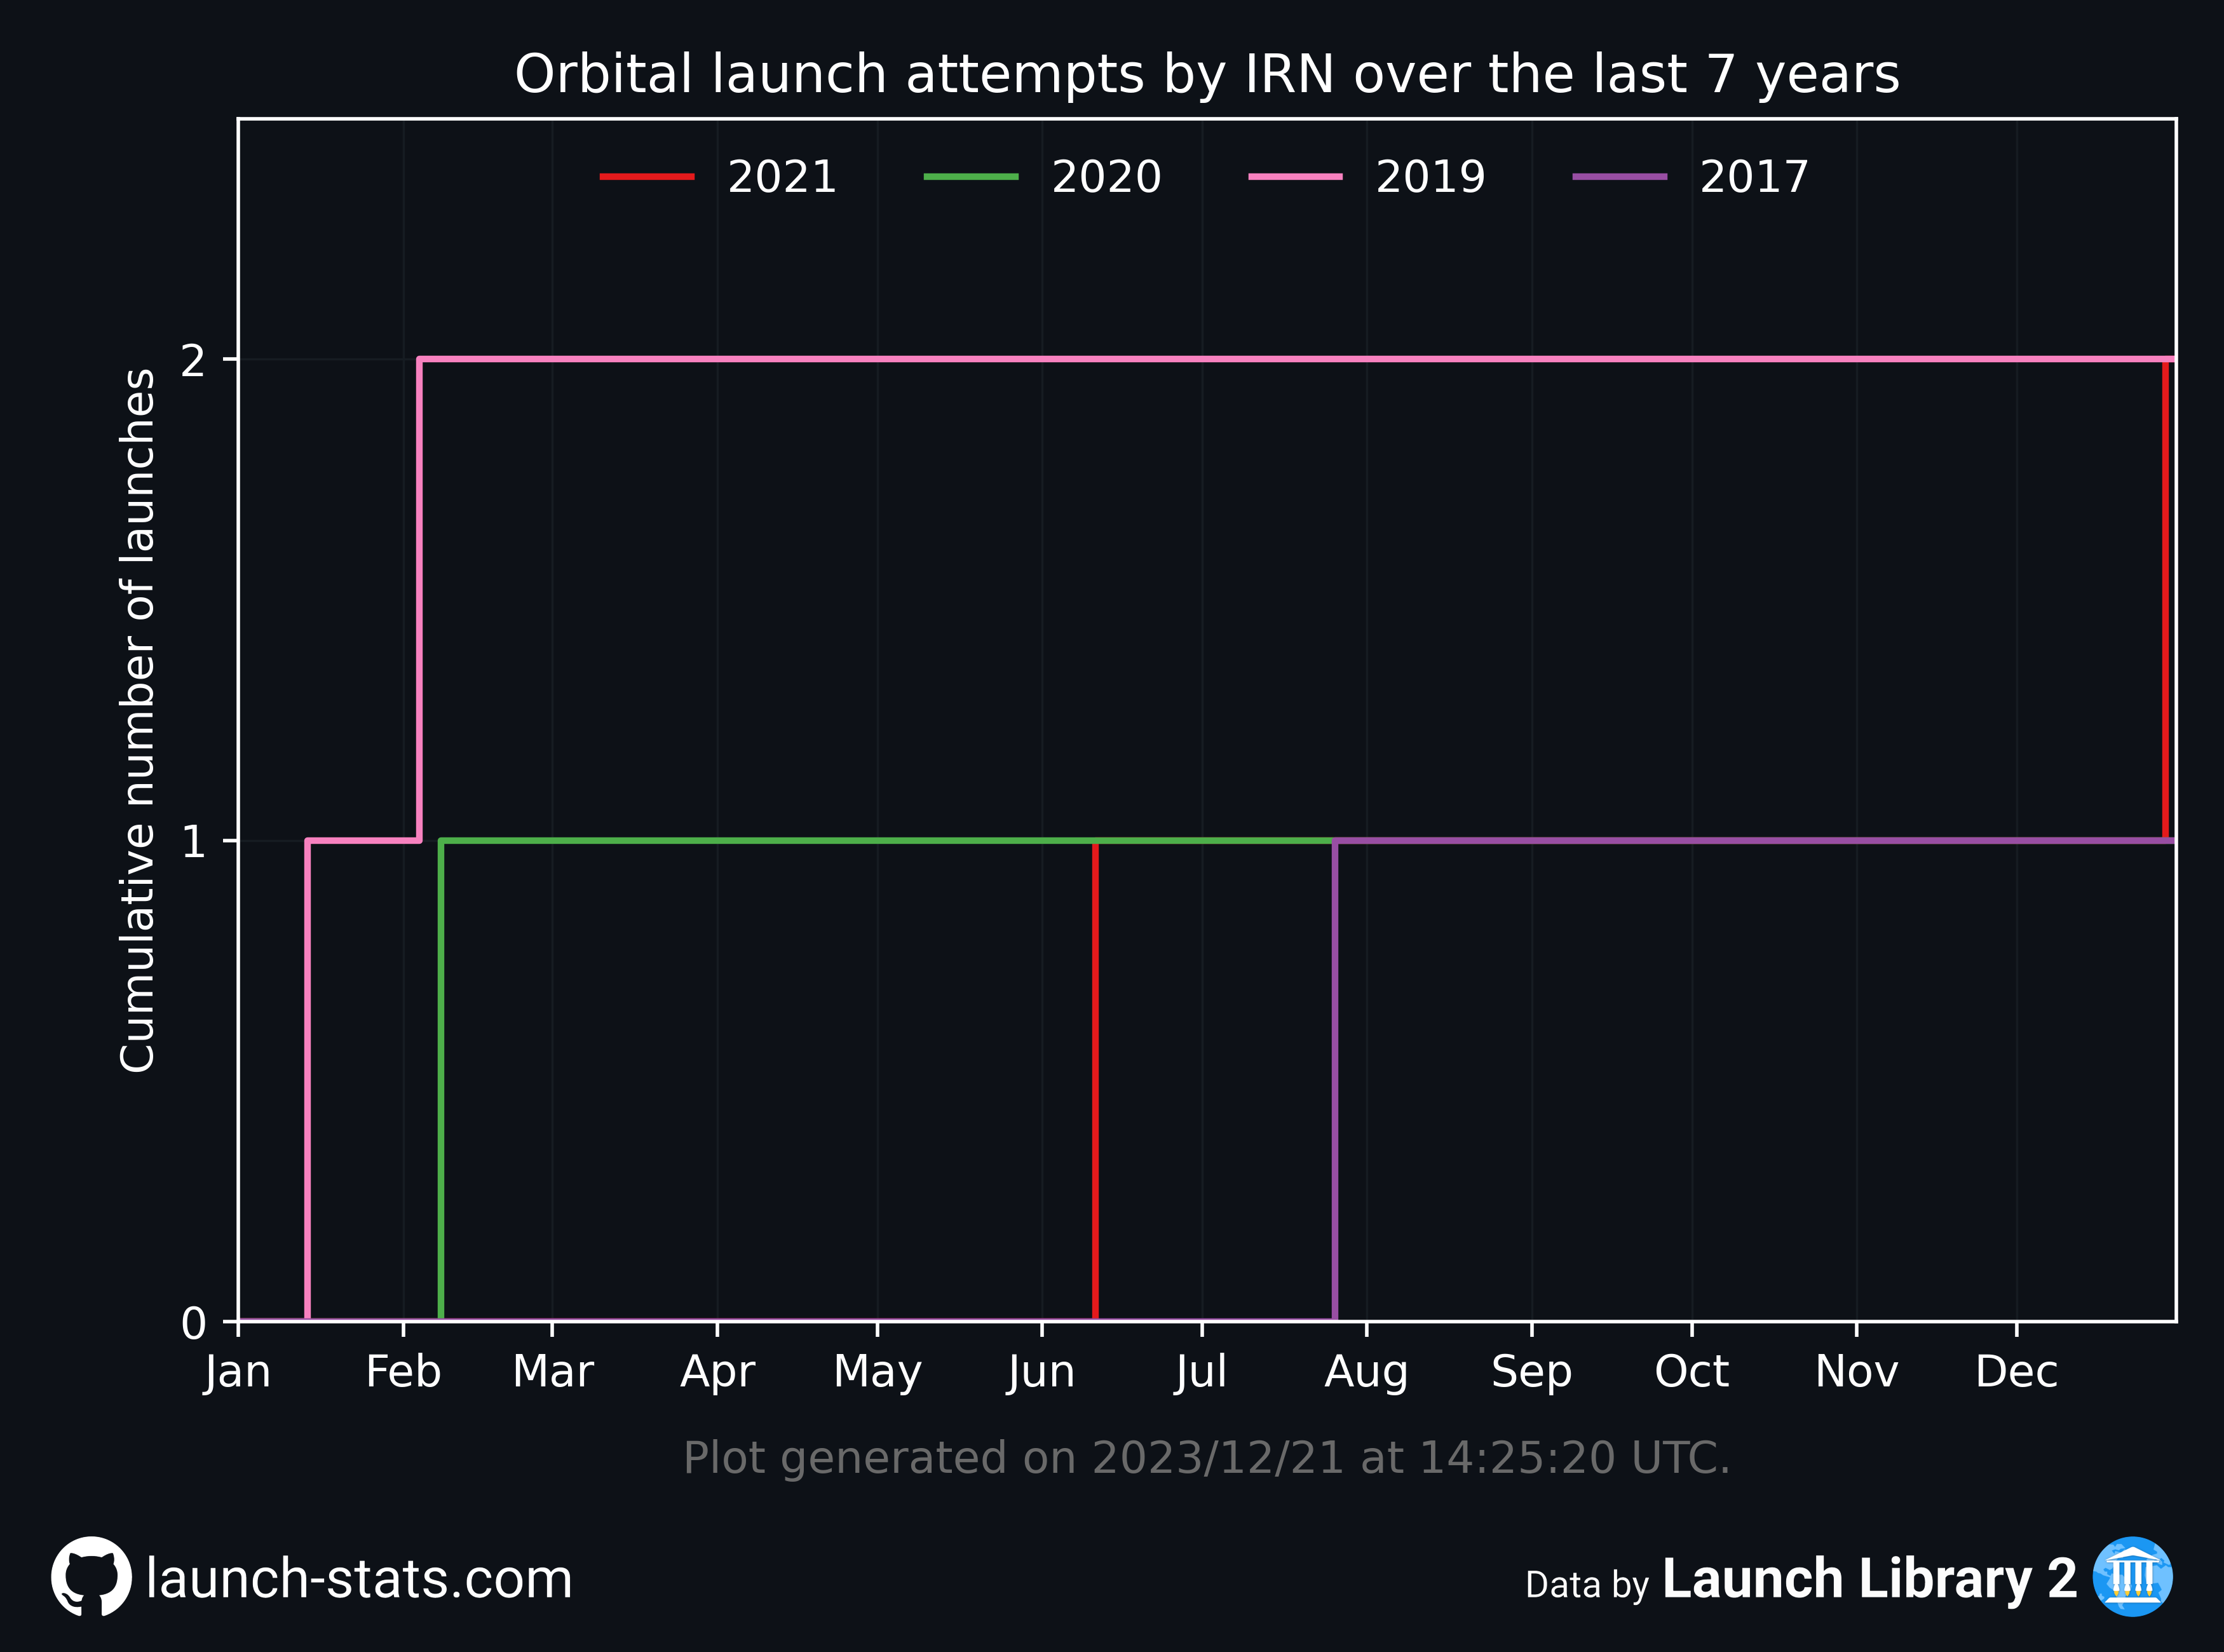 Orbital launch attempts by IRN over the last 7 years
2021 2020 2019 2017
Cumulative number of launches
2
1
0
Jan Feb Mar Apr May Jun Jul Aug Sep Oct Nov Dec
Plot generated on 2023/12/21 at 14:25:20 UTC.
launch-stats.com
Data by Launch Library 2